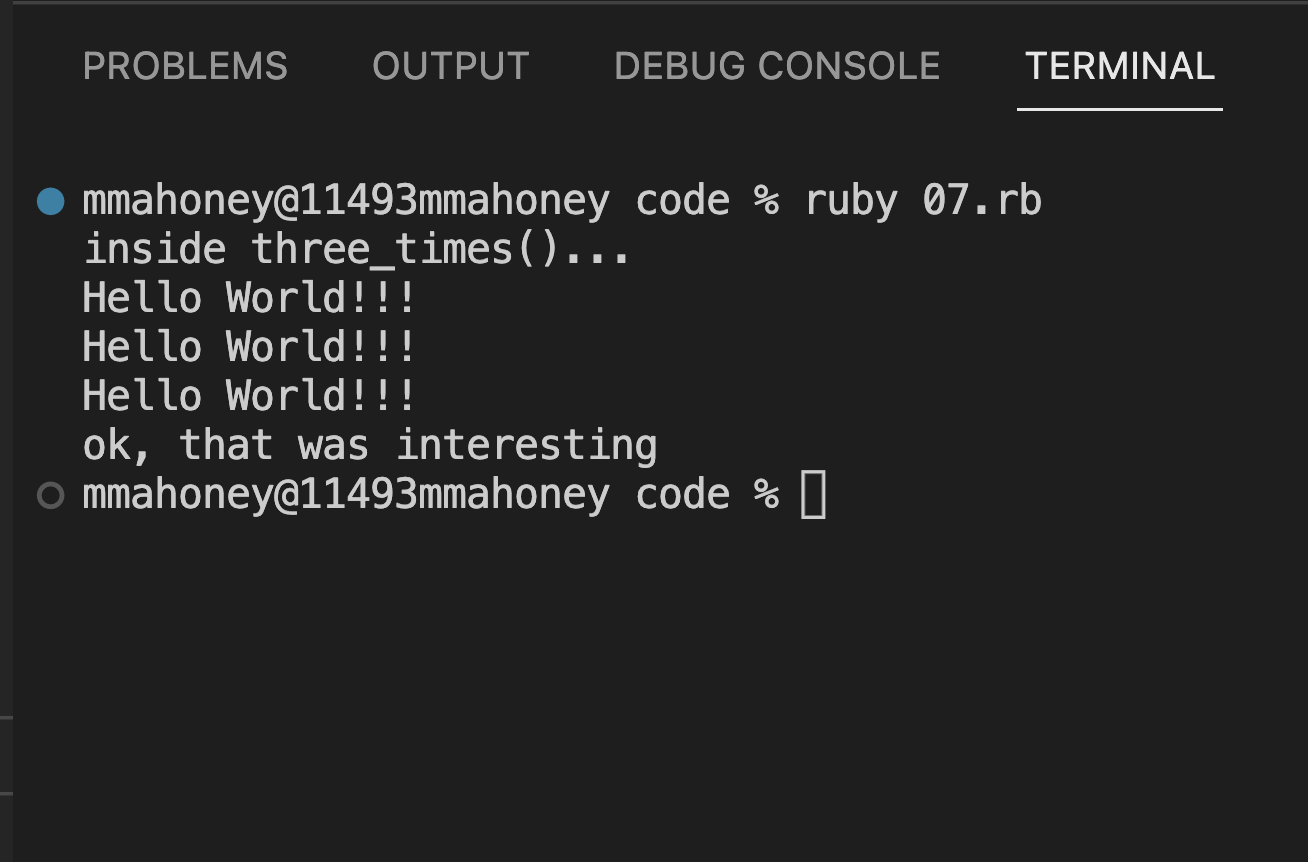 PROBLEMS OUTPUT DEBUG CONSOLE TERMINAL
mmahoney@11493mmahoney code % ruby 07.rb
inside three_times()...
Hello World!!!
Hello World!!!
Hello World!!!
ok, that was interesting
mmahoney@11493mmahoney code %